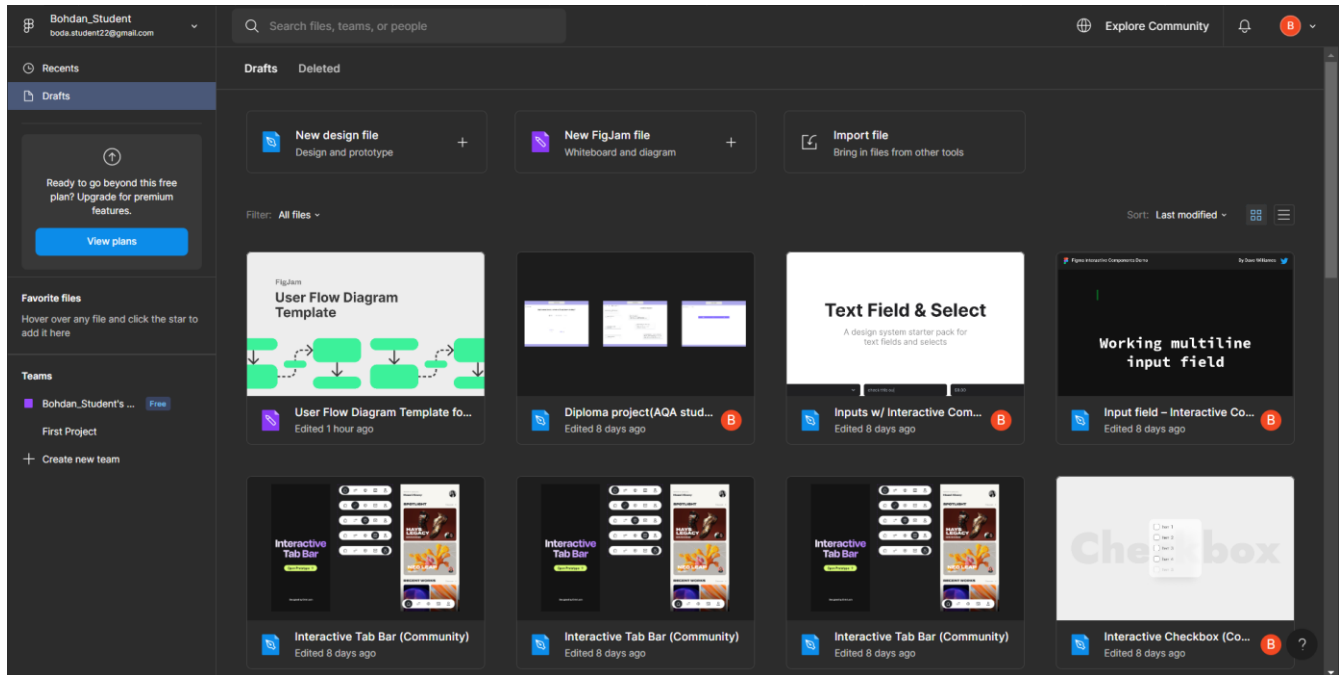 Bohdan_Student
boda.student22@gmail.com
Search files, teams, or people
Explore Community
B
Recents
Drafts
Drafts
Deleted
Ready to go beyond this free
plan? Upgrade for premium
features.
View plans
Favorite files
Hover over any file and click the star to
add it here
Teams
Bohdan_Student's ...
Free
First Project
Create new team
New design file
Design and prototype
New FigJam file
Whiteboard and diagram
Import file
Bring in files from other tools
Filter: All files
Sort: Last modified
FigJam
User Flow Diagram
Template
User Flow Diagram Template fo...
Edited 1 hour ago
Diploma project(AQA stud...
Edited 8 days ago
B
Text Field & Select
A design system starter pack for
text fields and selects
Inputs w/ Interactive Com...
Edited 8 days ago
B
Figma Interactive Components Demo
Working multiline
input field
Input field – Interactive Co...
Edited 8 days ago
B
Interactive
Tab Bar
SPOTLIGHT
Interactive Tab Bar (Community)
Edited 8 days ago
Interactive
Tab Bar
SPOTLIGHT
Interactive Tab Bar (Community)
Edited 8 days ago
Interactive
Tab Bar
SPOTLIGHT
Interactive Tab Bar (Community)
Edited 8 days ago
Checkbox
Interactive Checkbox (Co...
Edited 8 days ago
B
?